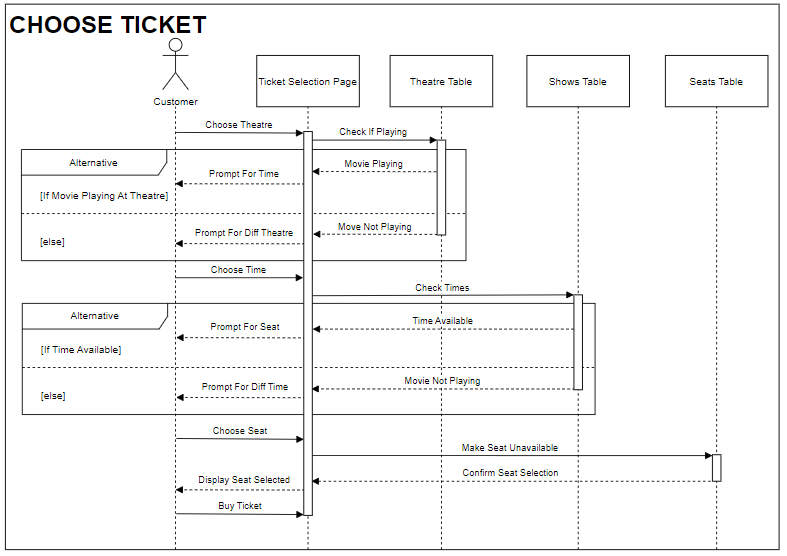 CHOOSE TICKET
Customer
Ticket Selection Page
Theatre Table
Shows Table
Seats Table
Choose Theatre
Check If Playing
Alternative
Movie Playing
Prompt For Time
[If Movie Playing At Theatre]
Move Not Playing
Prompt For Diff Theatre
[else]
Choose Time
Check Times
Alternative
Time Available
Prompt For Seat
[If Time Available]
Movie Not Playing
Prompt For Diff Time
[else]
Choose Seat
Make Seat Unavailable
Confirm Seat Selection
Display Seat Selected
Buy Ticket